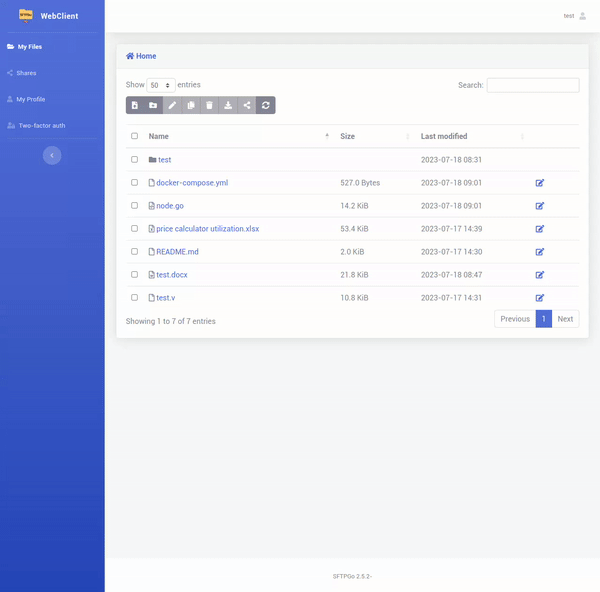 WebClient
test
My Files
Shares
My Profile
Two-factor auth
Home
Show 50 entries
Search:
Name Size Last modified
test 2023-07-18 08:31
docker-compose.yml 527.0 Bytes 2023-07-18 09:01
node.go 14.2 KiB 2023-07-18 09:01
price calculator utilization.xlsx 53.4 KiB 2023-07-17 14:39
README.md 2.0 KiB 2023-07-17 14:30
test.docx 21.8 KiB 2023-07-18 08:47
test.v 10.8 KiB 2023-07-17 14:31
Showing 1 to 7 of 7 entries
Previous 1 Next
SFTPGo 2.5.2-